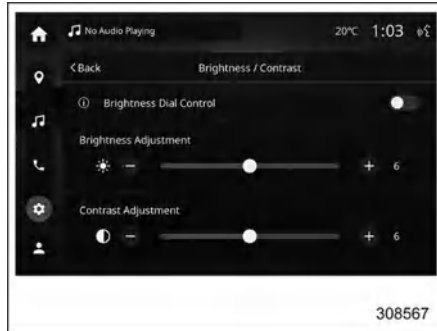 No Audio Playing 20°C 1:03
<Back Brightness / Contrast
Brightness Dial Control
Brightness Adjustment
− + 6
Contrast Adjustment
− + 6
308567